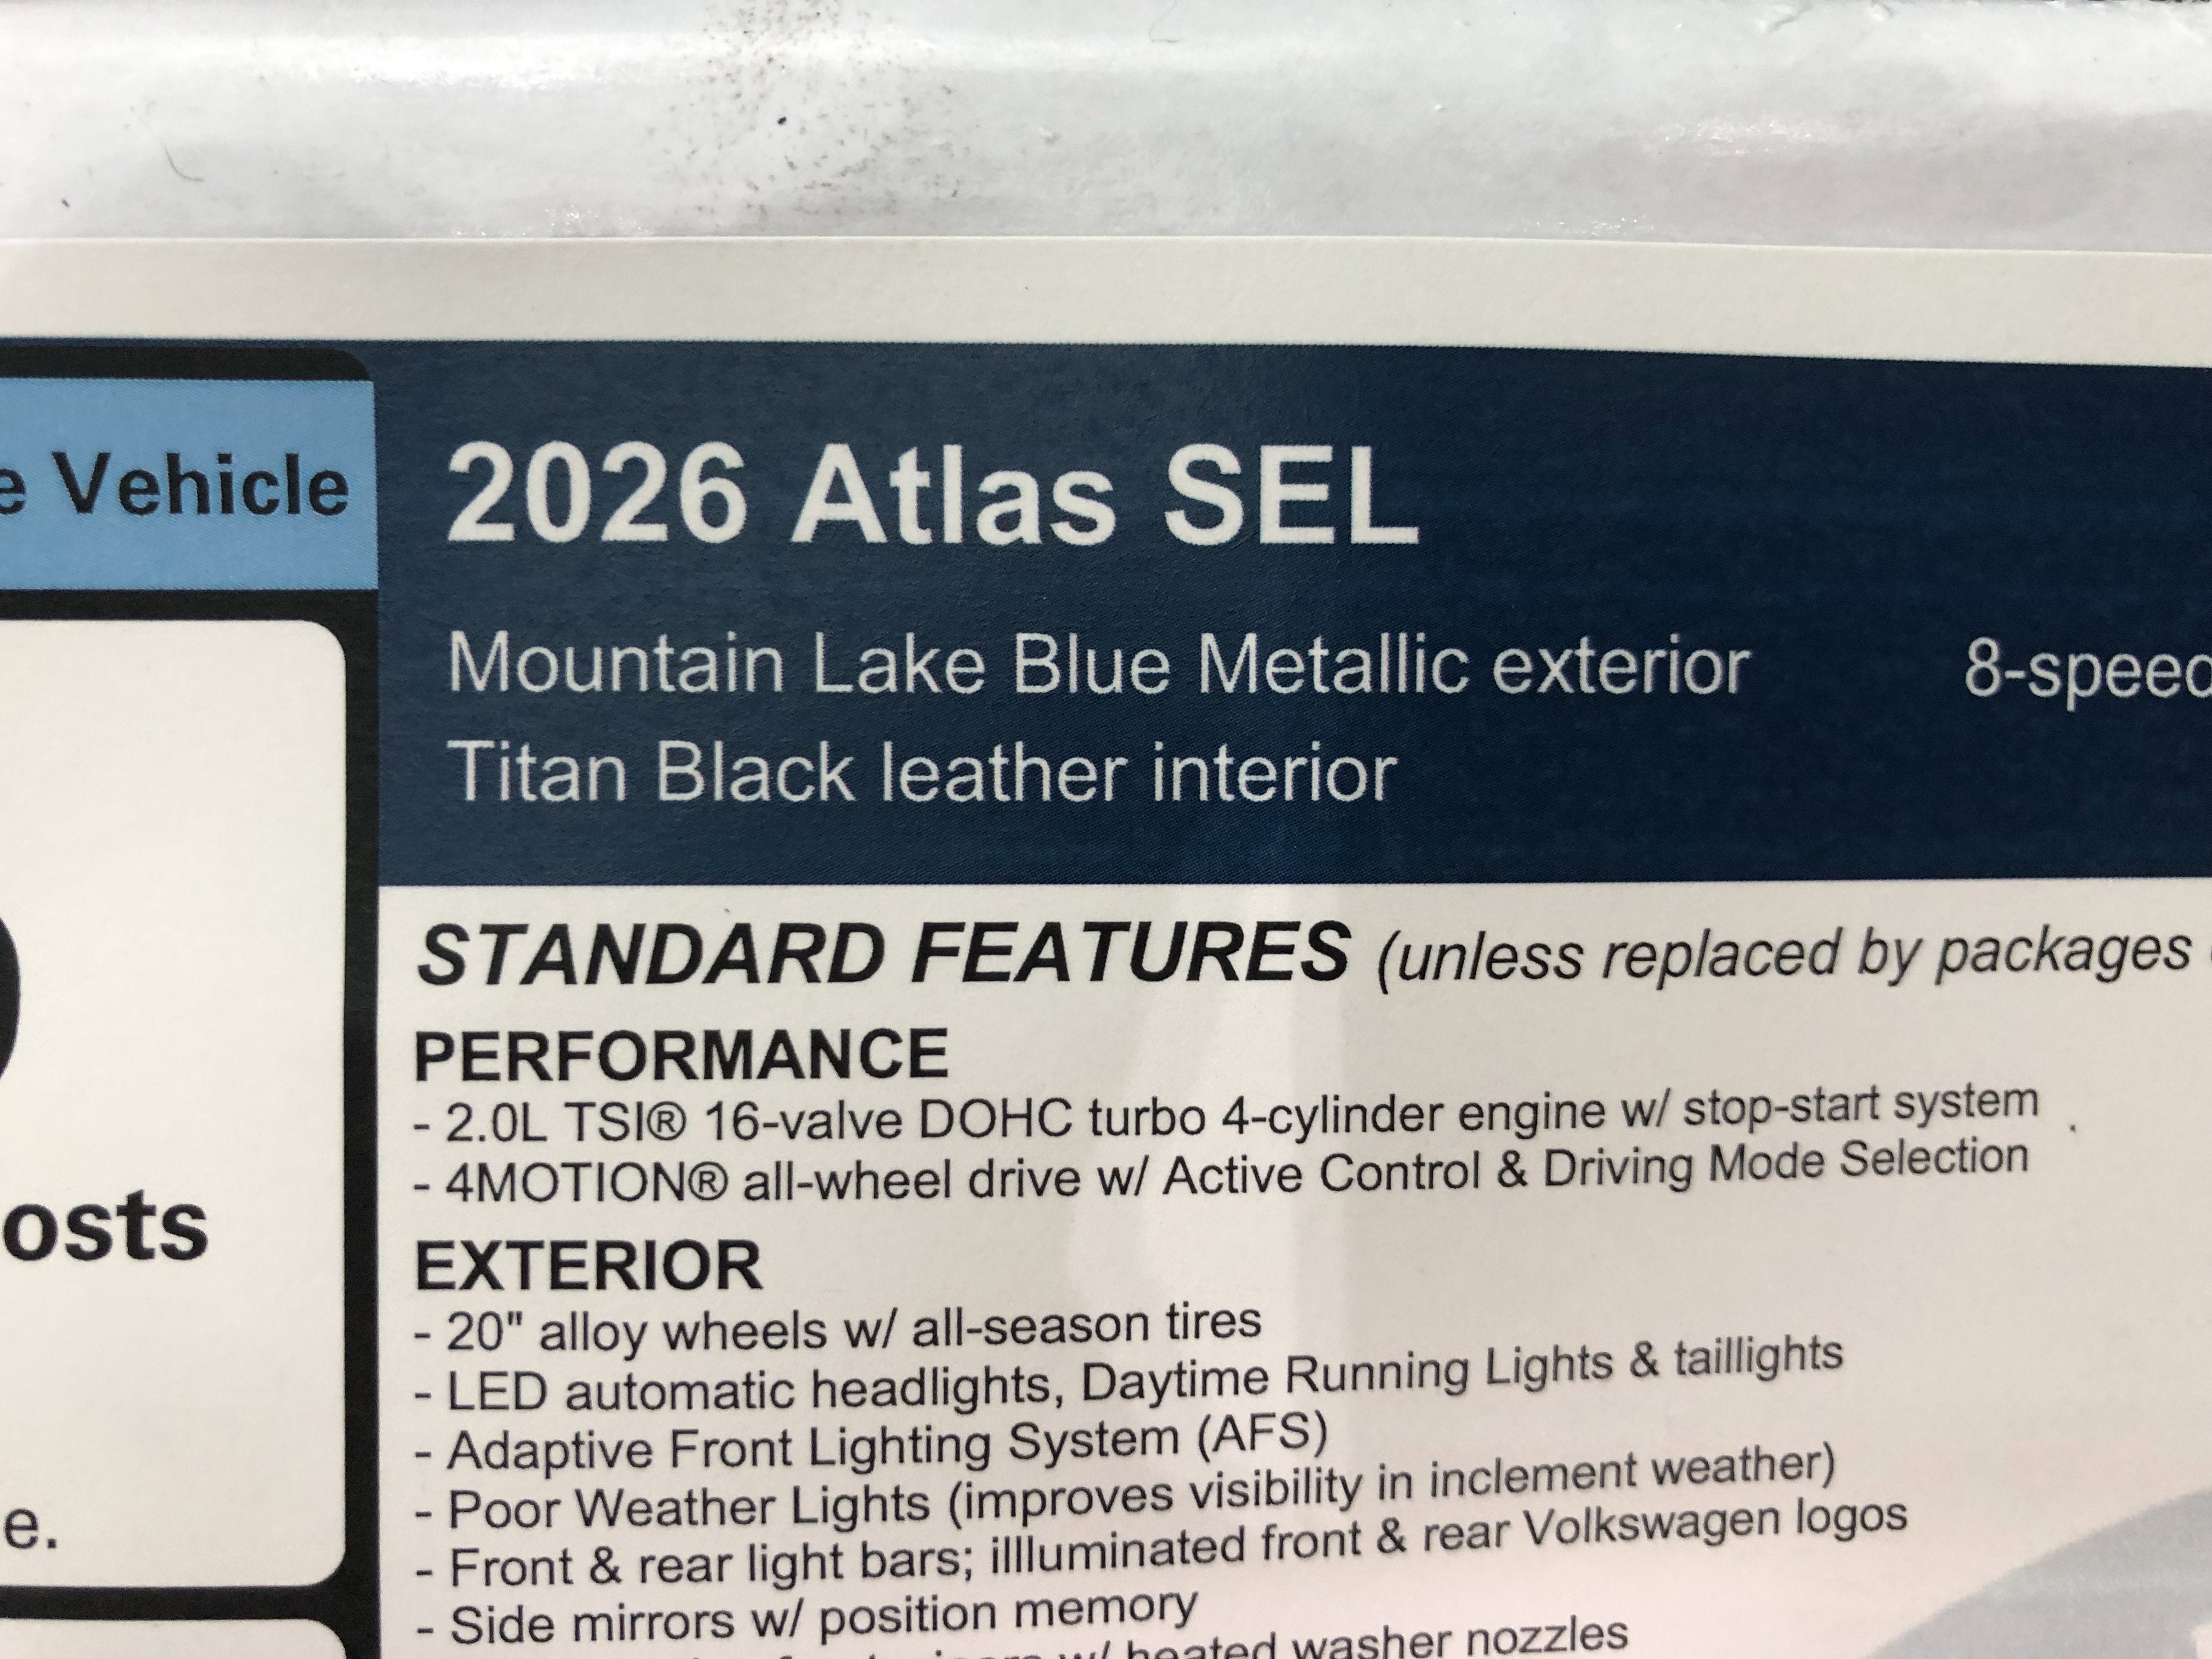 Vehicle
2026 Atlas SEL
Mountain Lake Blue Metallic exterior
8-speed
Titan Black leather interior
STANDARD FEATURES (unless replaced by packages
PERFORMANCE
- 2.0L TSI® 16-valve DOHC turbo 4-cylinder engine w/ stop-start system
- 4MOTION® all-wheel drive w/ Active Control & Driving Mode Selection
osts
EXTERIOR
- 20" alloy wheels w/ all-season tires
- LED automatic headlights, Daytime Running Lights & taillights
- Adaptive Front Lighting System (AFS)
- Poor Weather Lights (improves visibility in inclement weather)
e.
- Front & rear light bars; illluminated front & rear Volkswagen logos
- Side mirrors w/ position memory
w/ heated washer nozzles